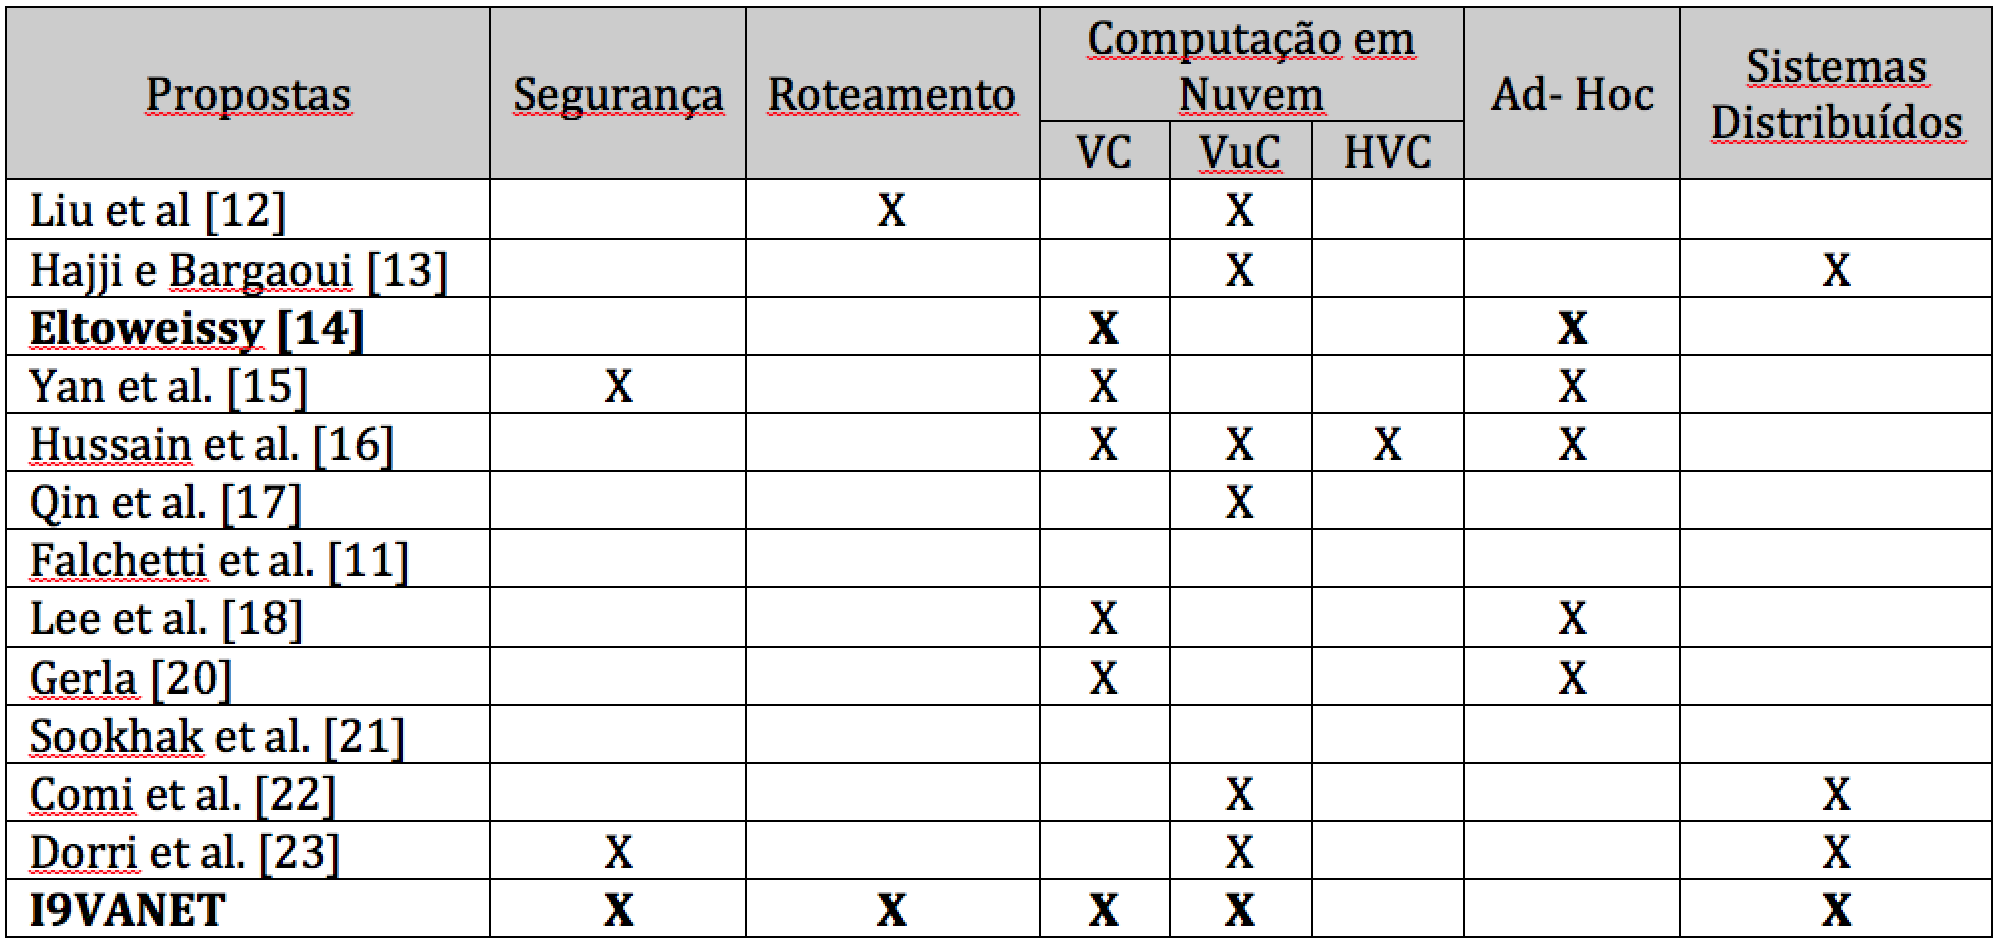 Propostas Segurança Roteamento Computação em Nuvem Ad- Hoc Sistemas Distribuídos
VC VuC HVC
Liu et al [12] X X
Hajji e Bargaoui [13] X X
Eltoweissy [14] X X
Yan et al. [15] X X X
Hussain et al. [16] X X X X
Qin et al. [17] X
Falchetti et al. [11]
Lee et al. [18] X X
Gerla [20] X X
Sookhak et al. [21]
Comi et al. [22] X X
Dorri et al. [23] X X X
I9VANET X X X X X